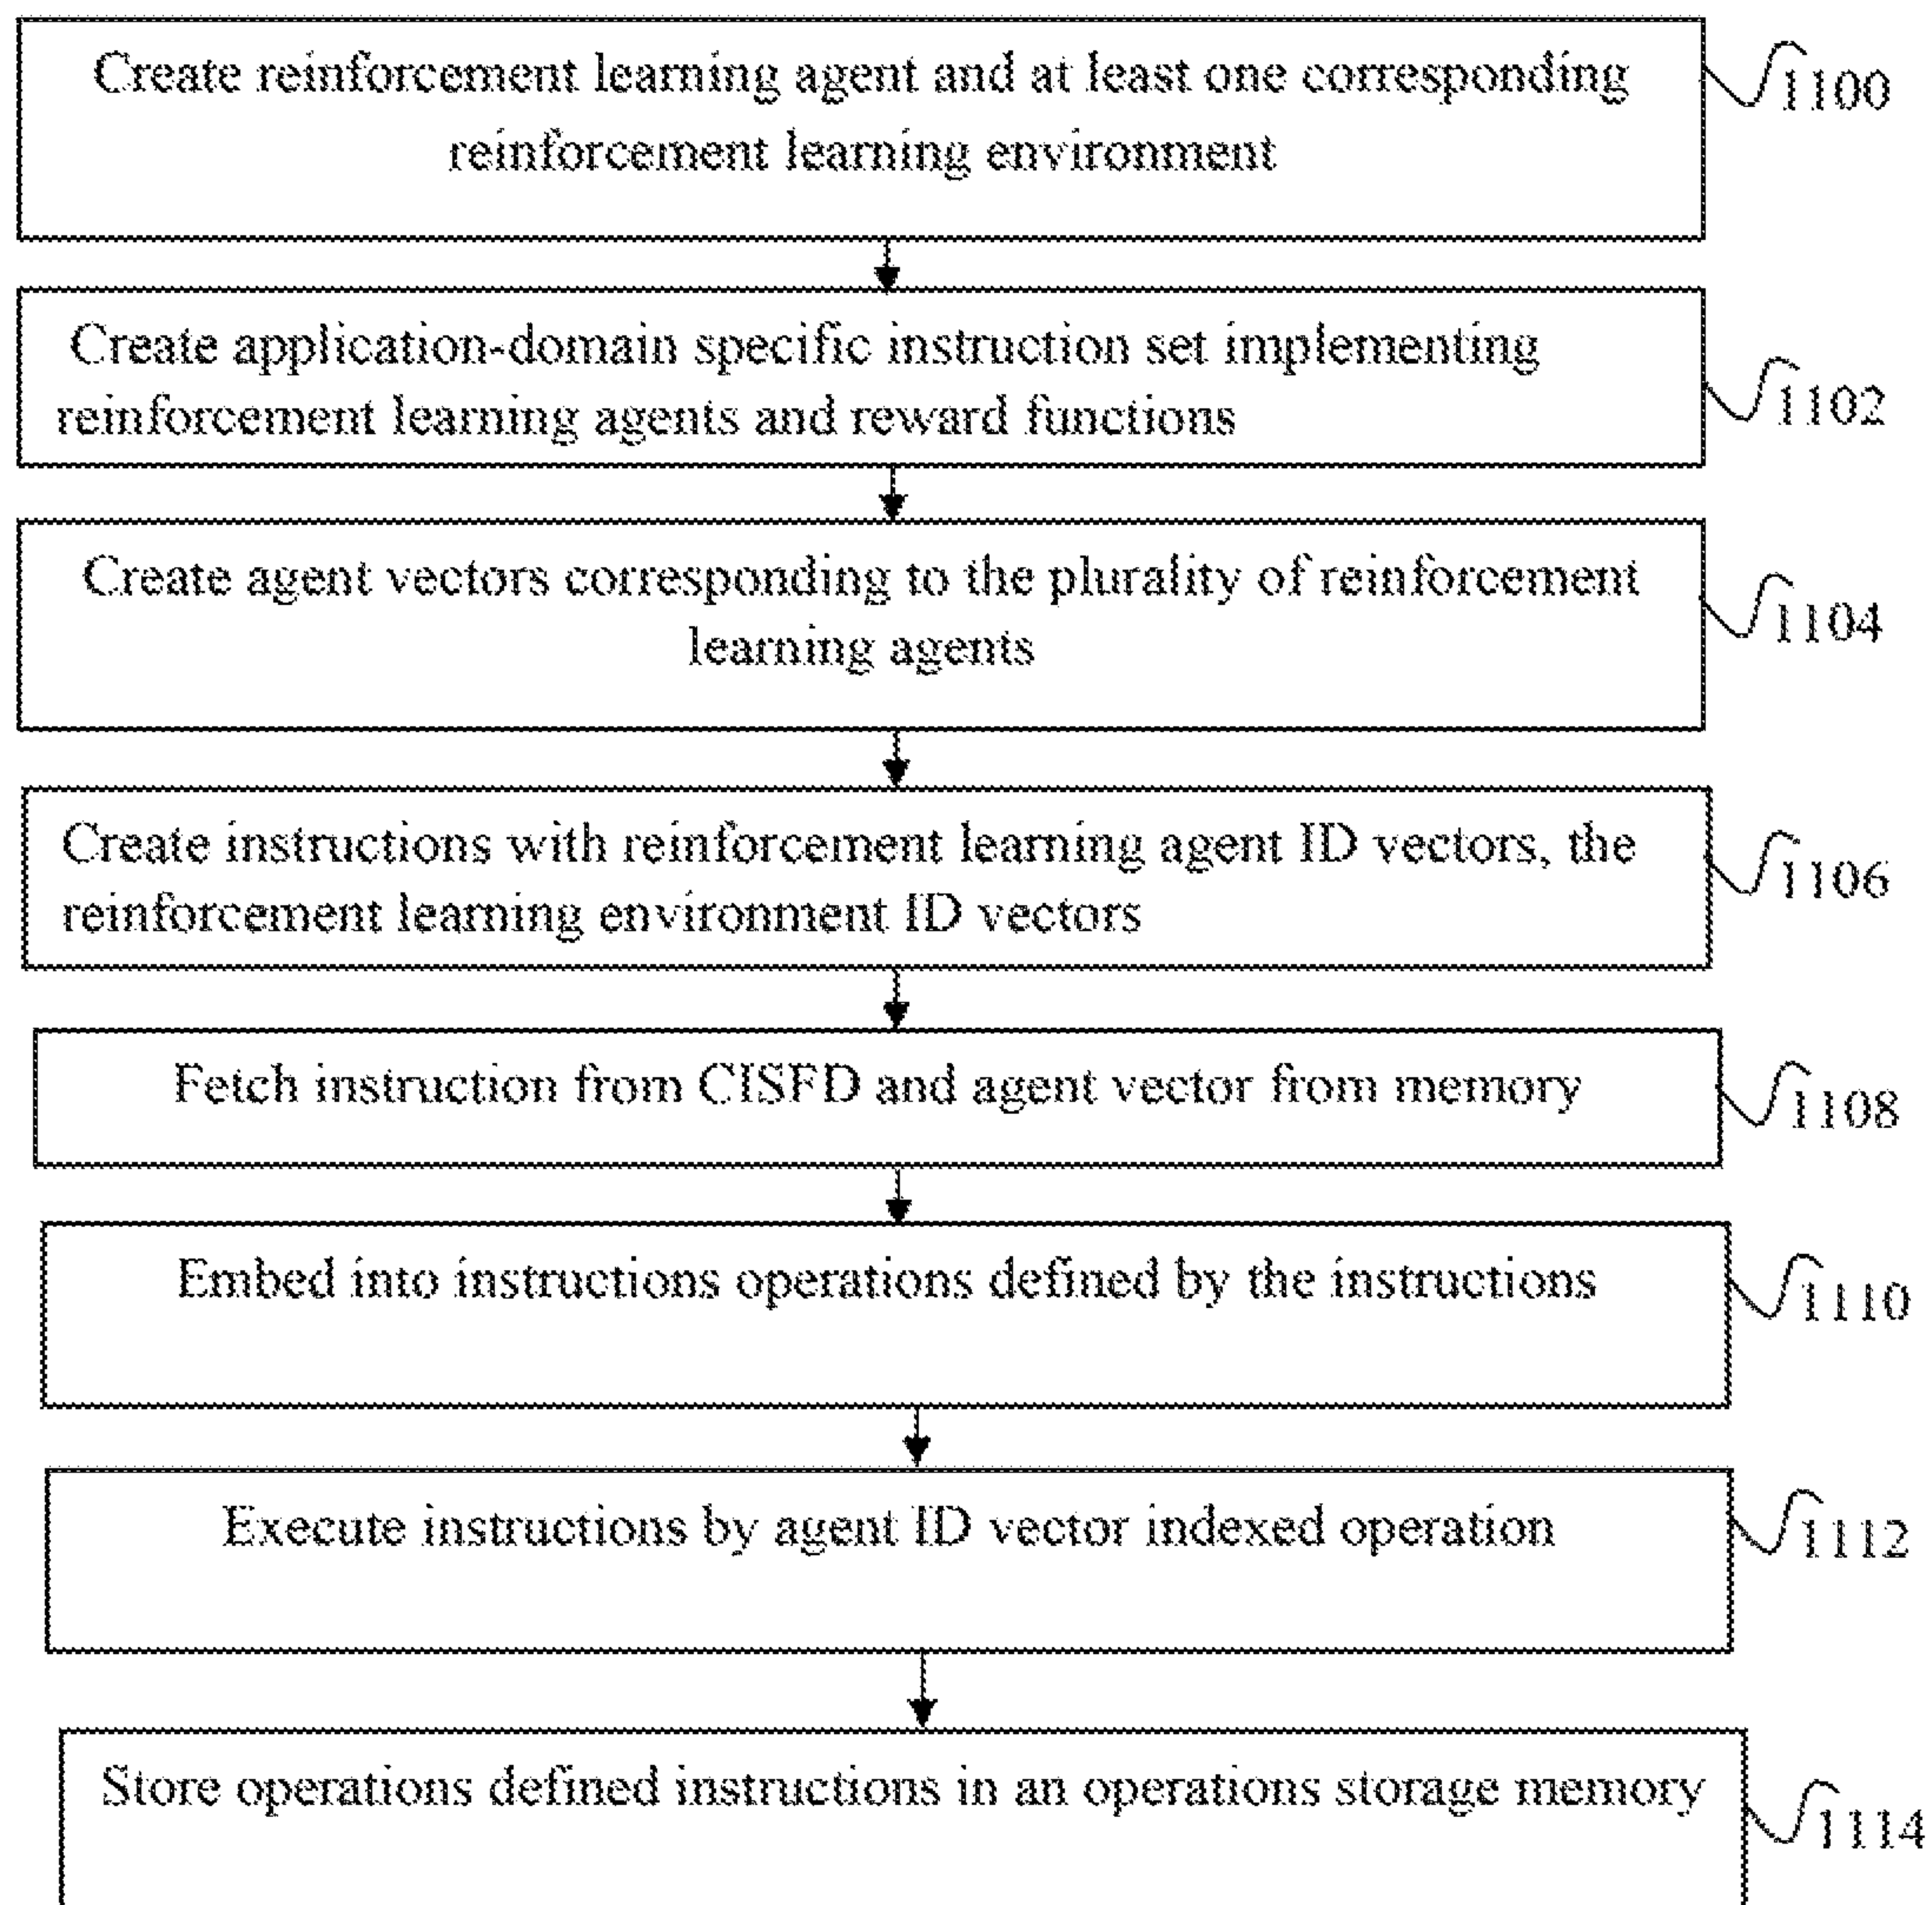 Create reinforcement learning agent and at least one corresponding
reinforcement learning environment
1100
Create application-domain specific instruction set implementing
reinforcement learning agents and reward functions
1102
Create agent vectors corresponding to the plurality of reinforcement
learning agents
1104
Create instructions with reinforcement learning agent ID vectors, the
reinforcement learning environment ID vectors
1106
Fetch instruction from CISFD and agent vector from memory
1108
Embed into instructions operations defined by the instructions
1110
Execute instructions by agent ID vector indexed operation
1112
Store operations defined instructions in an operations storage memory
1114